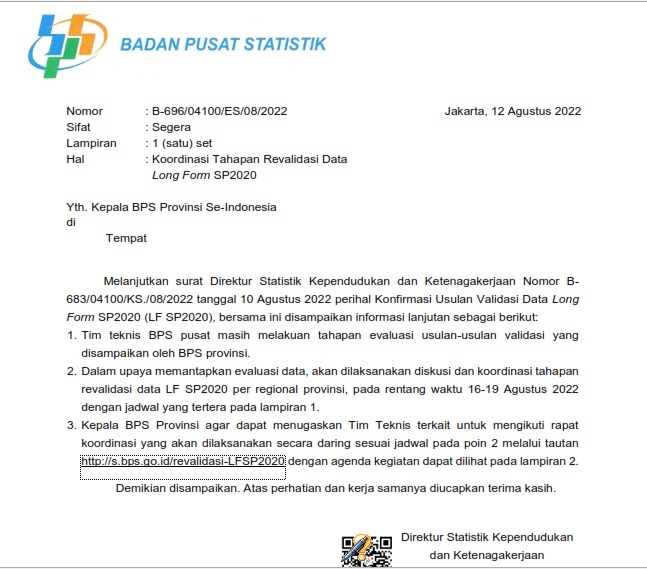 BADAN PUSAT STATISTIK
Nomor : B-696/04100/ES/08/2022 Jakarta, 12 Agustus 2022
Sifat : Segera
Lampiran : 1 (satu) set
Hal : Koordinasi Tahapan Revalidasi Data
Long Form SP2020
Yth. Kepala BPS Provinsi Se-Indonesia
di
Tempat
Melanjutkan surat Direktur Statistik Kependudukan dan Ketenagakerjaan Nomor B-
683/04100/KS./08/2022 tanggal 10 Agustus 2022 perihal Konfirmasi Usulan Validasi Data Long
Form SP2020 (LF SP2020), bersama ini disampaikan informasi lanjutan sebagai berikut:
1. Tim teknis BPS pusat masih melakuan tahapan evaluasi usulan-usulan validasi yang
disampaikan oleh BPS provinsi.
2. Dalam upaya memantapkan evaluasi data, akan dilaksanakan diskusi dan koordinasi tahapan
revalidasi data LF SP2020 per regional provinsi, pada rentang waktu 16-19 Agustus 2022
dengan jadwal yang tertera pada lampiran 1.
3. Kepala BPS Provinsi agar dapat menugaskan Tim Teknis terkait untuk mengikuti rapat
koordinasi yang akan dilaksanakan secara daring sesuai jadwal pada poin 2 melalui tautan
http://s.bps.go.id/revalidasi-LFSP2020 dengan agenda kegiatan dapat dilihat pada lampiran 2.
Demikian disampaikan. Atas perhatian dan kerja samanya diucapkan terima kasih.
Direktur Statistik Kependudukan
dan Ketenagakerjaan